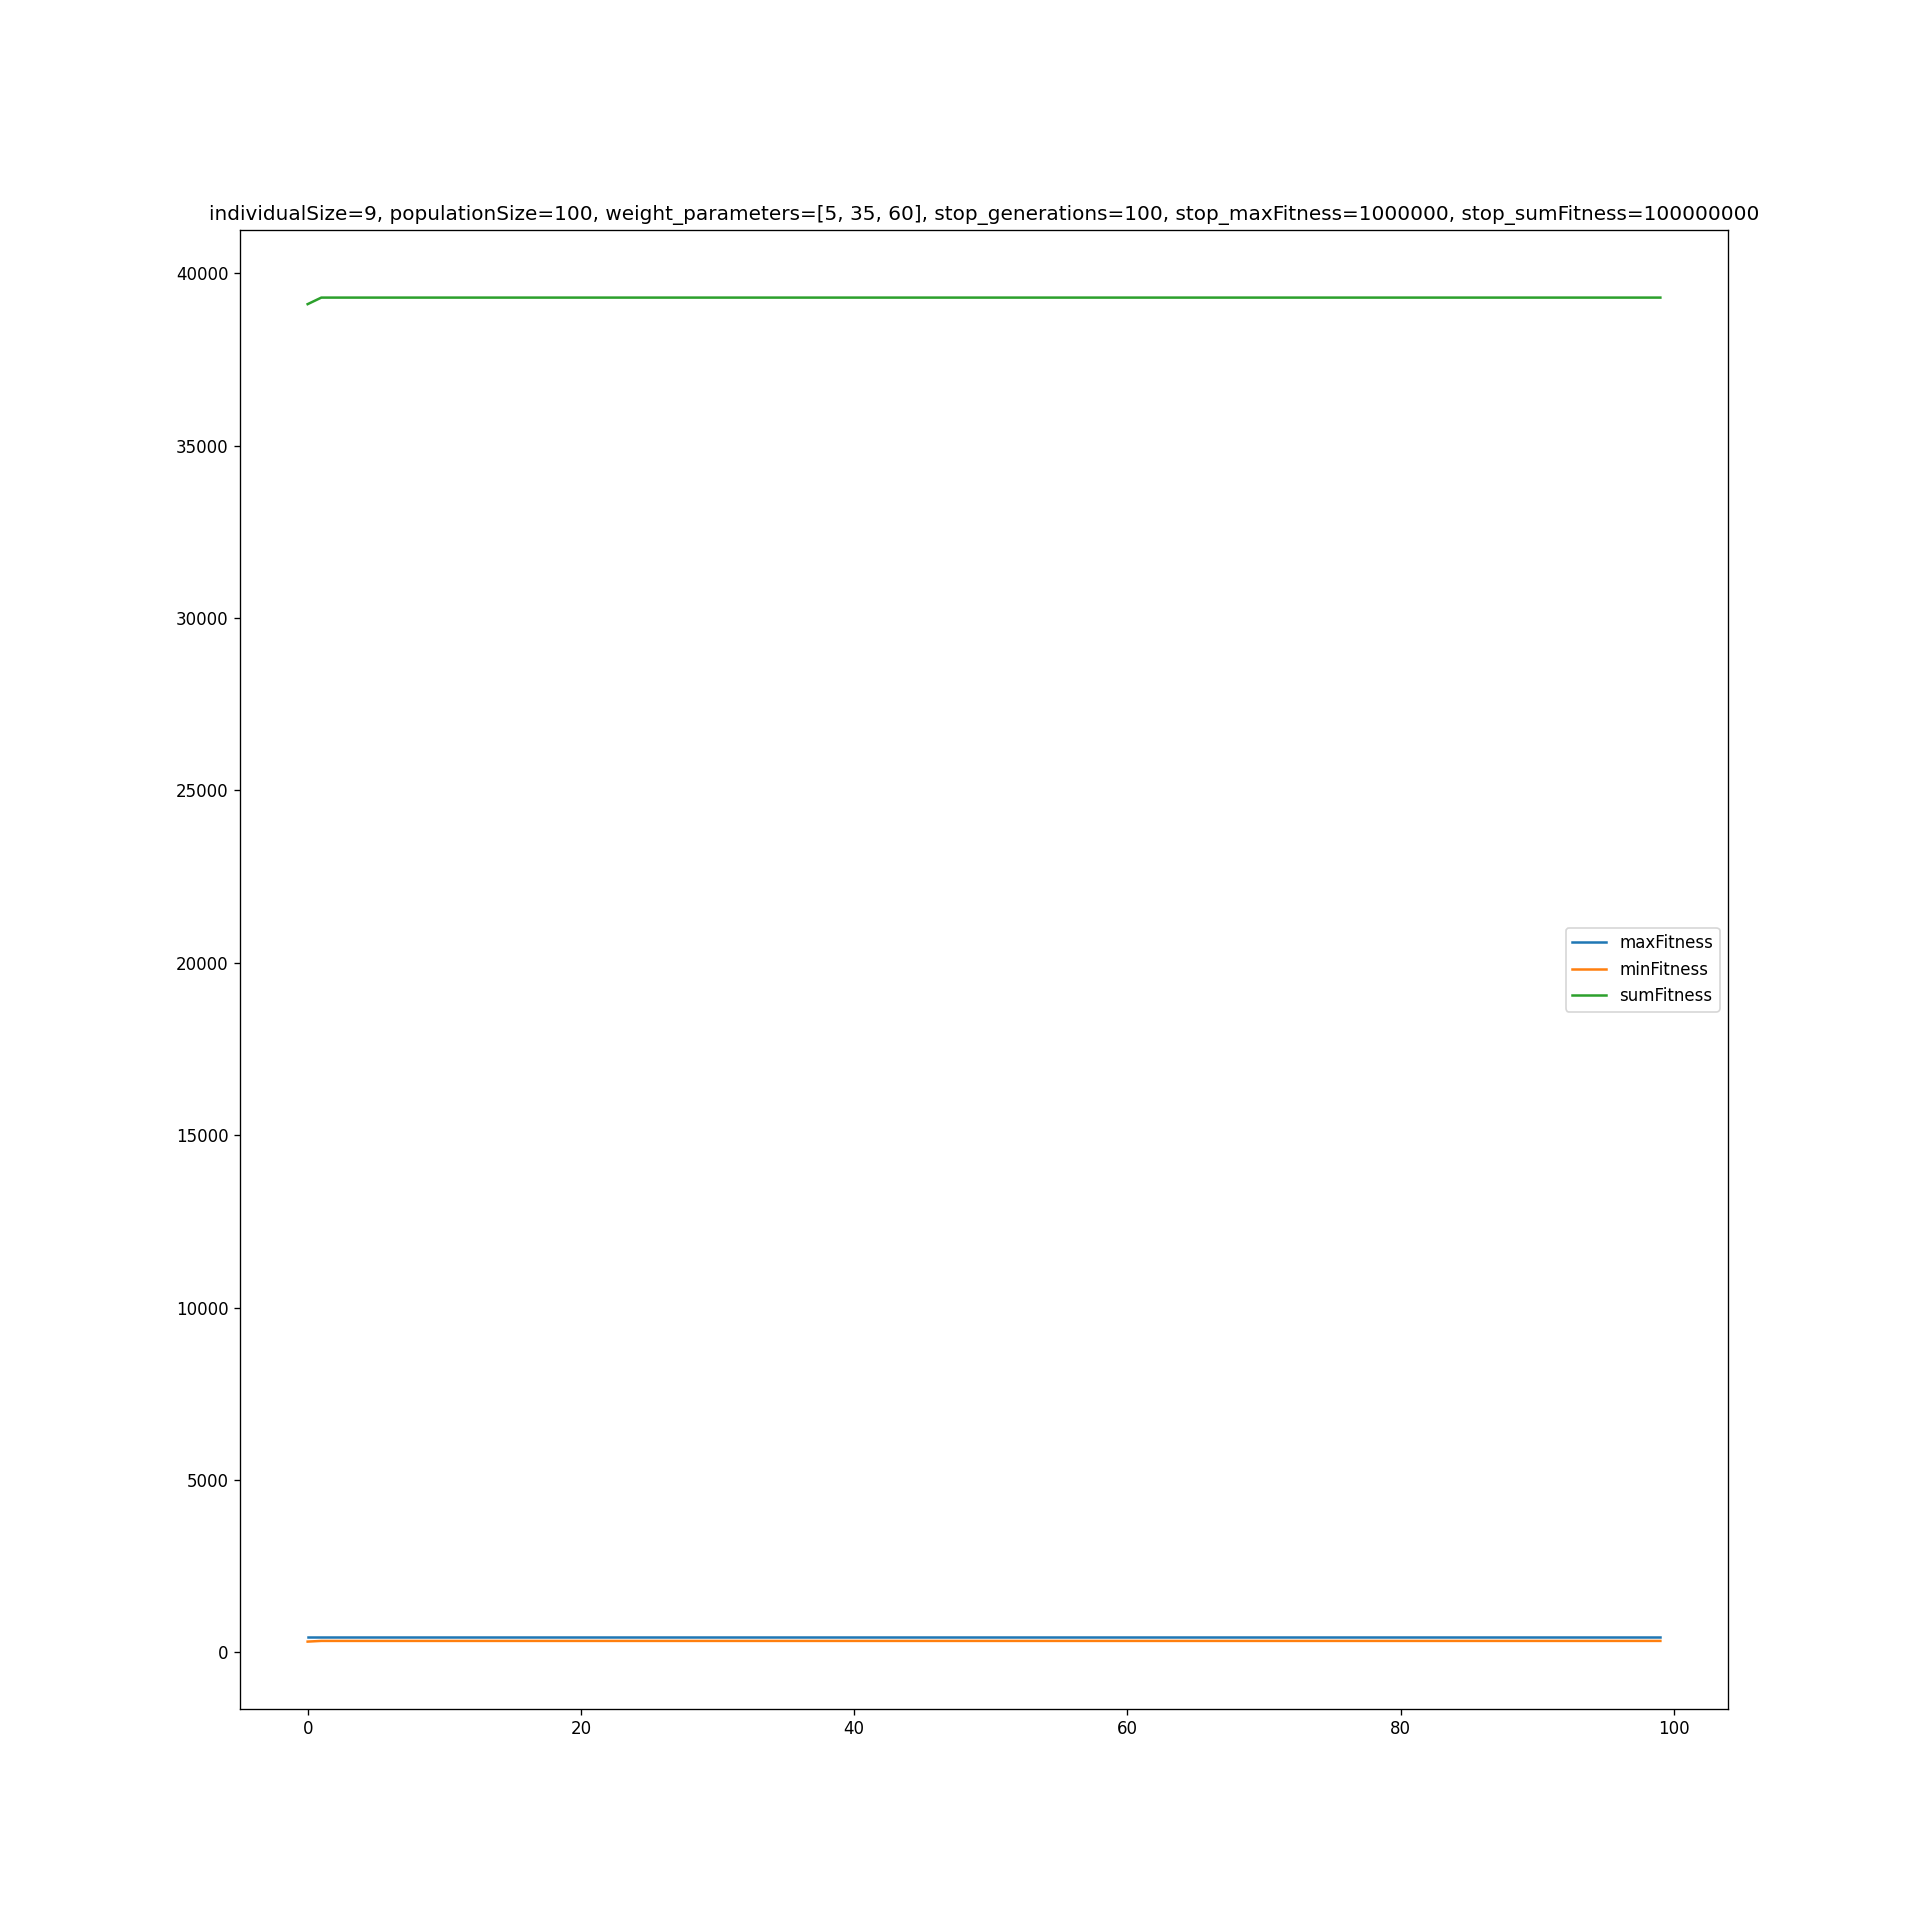 individualSize=9, populationSize=100, weight_parameters=[5, 35, 60], stop_generations=100, stop_maxFitness=1000000, stop_sumFitness=100000000
40000
35000
30000
25000
20000
15000
10000
5000
0
maxFitness
minFitness
sumFitness
0 20 40 60 80 100